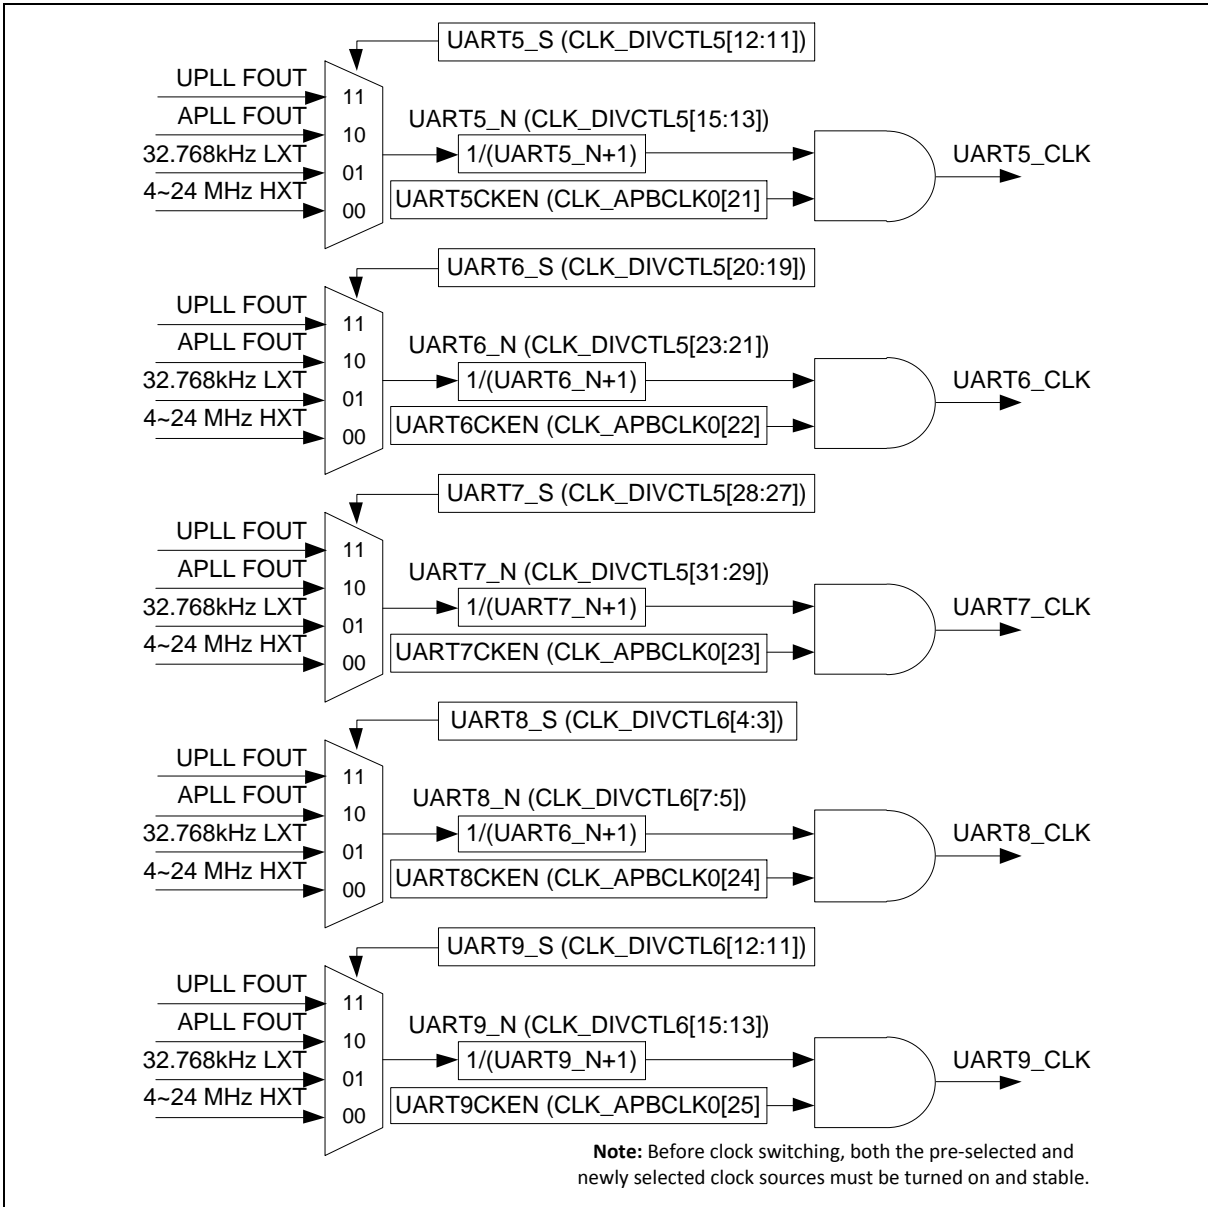 UART5_S (CLK_DIVCTL5[12:11])
UPLL FOUT
11
APLL FOUT
10
UART5_N (CLK_DIVCTL5[15:13])
32.768kHz LXT
01
1/(UART5_N+1)
UART5_CLK
4~24 MHz HXT
00
UART5CKEN (CLK_APBCLK0[21]
UART6_S (CLK_DIVCTL5[20:19])
UPLL FOUT
11
APLL FOUT
10
UART6_N (CLK_DIVCTL5[23:21])
32.768kHz LXT
01
1/(UART6_N+1)
UART6_CLK
4~24 MHz HXT
00
UART6CKEN (CLK_APBCLK0[22]
UART7_S (CLK_DIVCTL5[28:27])
UPLL FOUT
11
APLL FOUT
10
UART7_N (CLK_DIVCTL5[31:29])
32.768kHz LXT
01
1/(UART7_N+1)
UART7_CLK
4~24 MHz HXT
00
UART7CKEN (CLK_APBCLK0[23]
UART8_S (CLK_DIVCTL6[4:3])
UPLL FOUT
11
APLL FOUT
10
UART8_N (CLK_DIVCTL6[7:5])
32.768kHz LXT
01
1/(UART6_N+1)
UART8_CLK
4~24 MHz HXT
00
UART8CKEN (CLK_APBCLK0[24]
UART9_S (CLK_DIVCTL6[12:11])
UPLL FOUT
11
APLL FOUT
10
UART9_N (CLK_DIVCTL6[15:13])
32.768kHz LXT
01
1/(UART9_N+1)
UART9_CLK
4~24 MHz HXT
00
UART9CKEN (CLK_APBCLK0[25]
Note: Before clock switching, both the pre-selected and
newly selected clock sources must be turned on and stable.